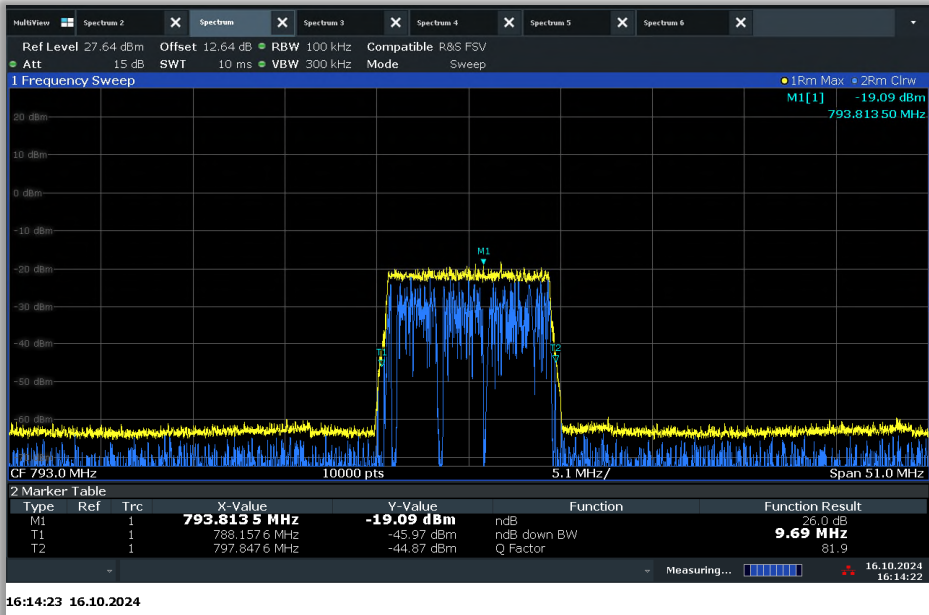 MultiView Spectrum 2 Spectrum Spectrum 3 Spectrum 4 Spectrum 5 Spectrum 6
Ref Level 27.64 dBm Offset 12.64 dB RBW 100 kHz Compatible R&S FSV
Att 15 dB SWT 10 ms VBW 300 kHz Mode Sweep
1 Frequency Sweep 1Rm Max 2Rm Clrw
M1[1] -19.09 dBm
793.813 50 MHz
20 dBm
10 dBm
0 dBm
-10 dBm
M1
-20 dBm
-30 dBm
-40 dBm
T1 T2
-50 dBm
-60 dBm
CF 793.0 MHz 10000 pts 5.1 MHz/ Span 51.0 MHz
2 Marker Table
Type Ref Trc X-Value Y-Value Function Function Result
M1 1 793.813 5 MHz -19.09 dBm ndB 26.0 dB
T1 1 788.157 6 MHz -45.97 dBm ndB down BW 9.69 MHz
T2 1 797.847 6 MHz -44.87 dBm Q Factor 81.9
Measuring... 16.10.2024
16:14:22
16:14:23 16.10.2024